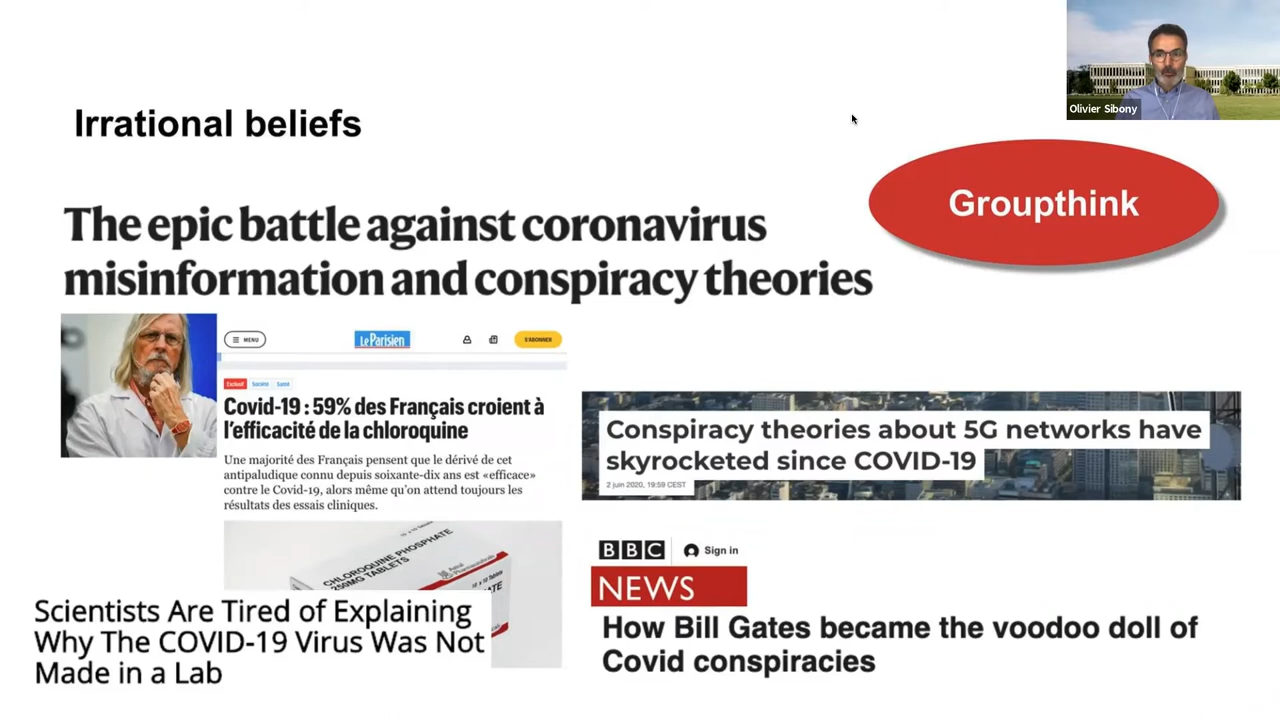 Olivier Sibony
Irrational beliefs
Groupthink
The epic battle against coronavirus
misinformation and conspiracy theories
MENU
Le Parisien
S'ABONNER
Exclusif
Société
Santé
Covid-19 : 59% des Français croient à
l'efficacité de la chloroquine
Une majorité des Français pensent que le dérivé de cet
antipaludique connu depuis soixante-dix ans est «efficace»
contre le Covid-19, alors même qu'on attend toujours les
résultats des essais cliniques.
CHLOROQUINE PHOSPHATE
250MG TABLETS
Scientists Are Tired of Explaining
Why The COVID-19 Virus Was Not
Made in a Lab
Conspiracy theories about 5G networks have
skyrocketed since COVID-19
2 juin 2020, 19:59 CEST
BBC
Sign in
NEWS
How Bill Gates became the voodoo doll of
Covid conspiracies